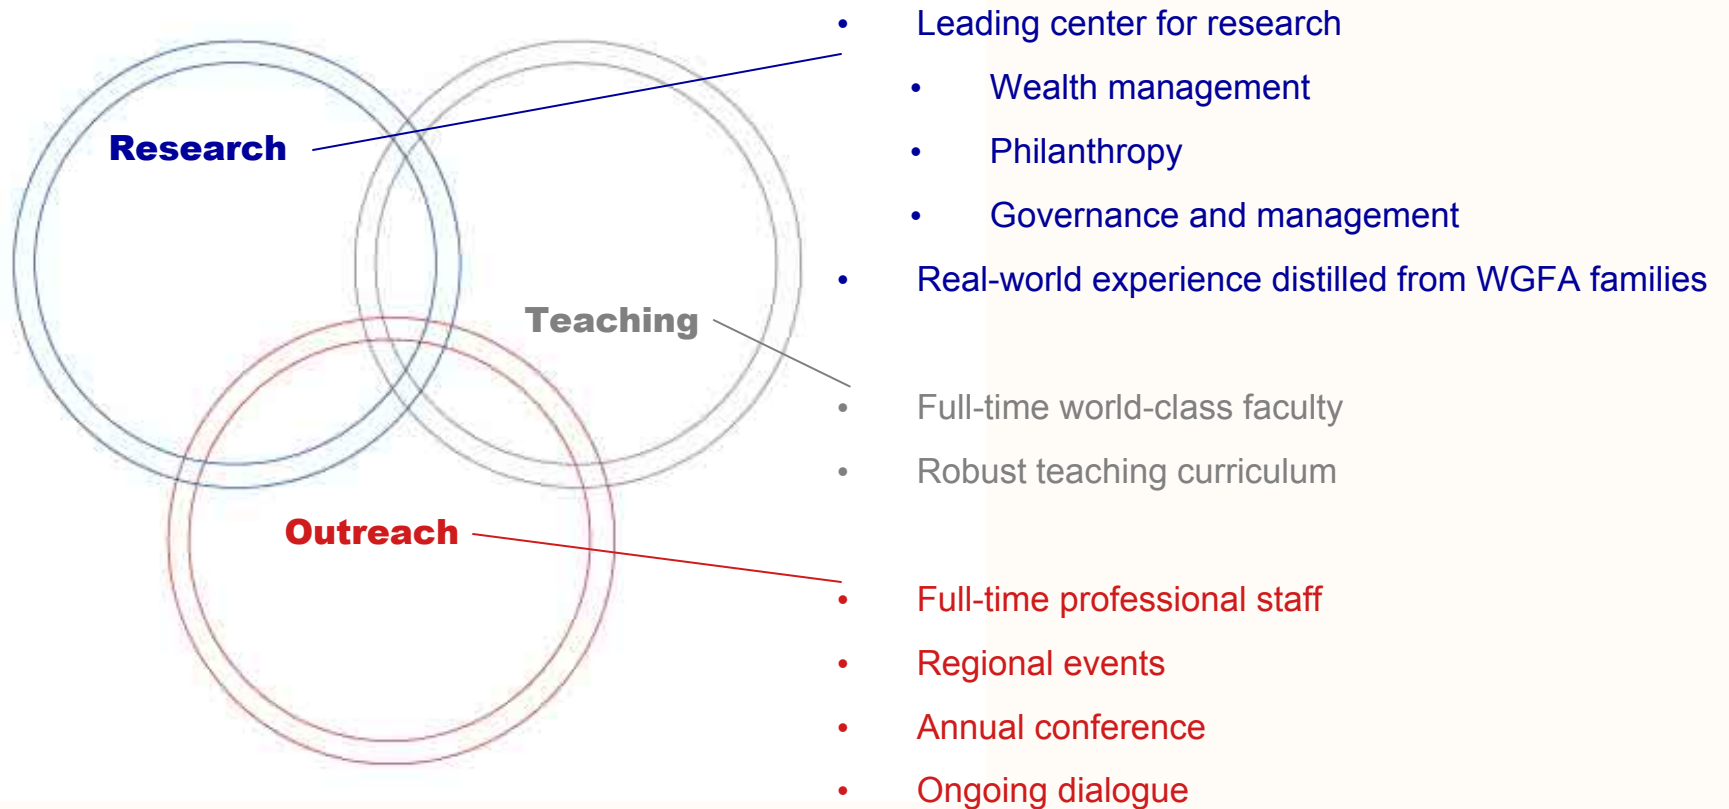 Research
Teaching
Outreach
• Leading center for research
• Wealth management
• Philanthropy
• Governance and management
• Real-world experience distilled from WGFA families
• Full-time world-class faculty
• Robust teaching curriculum
• Full-time professional staff
• Regional events
• Annual conference
• Ongoing dialogue